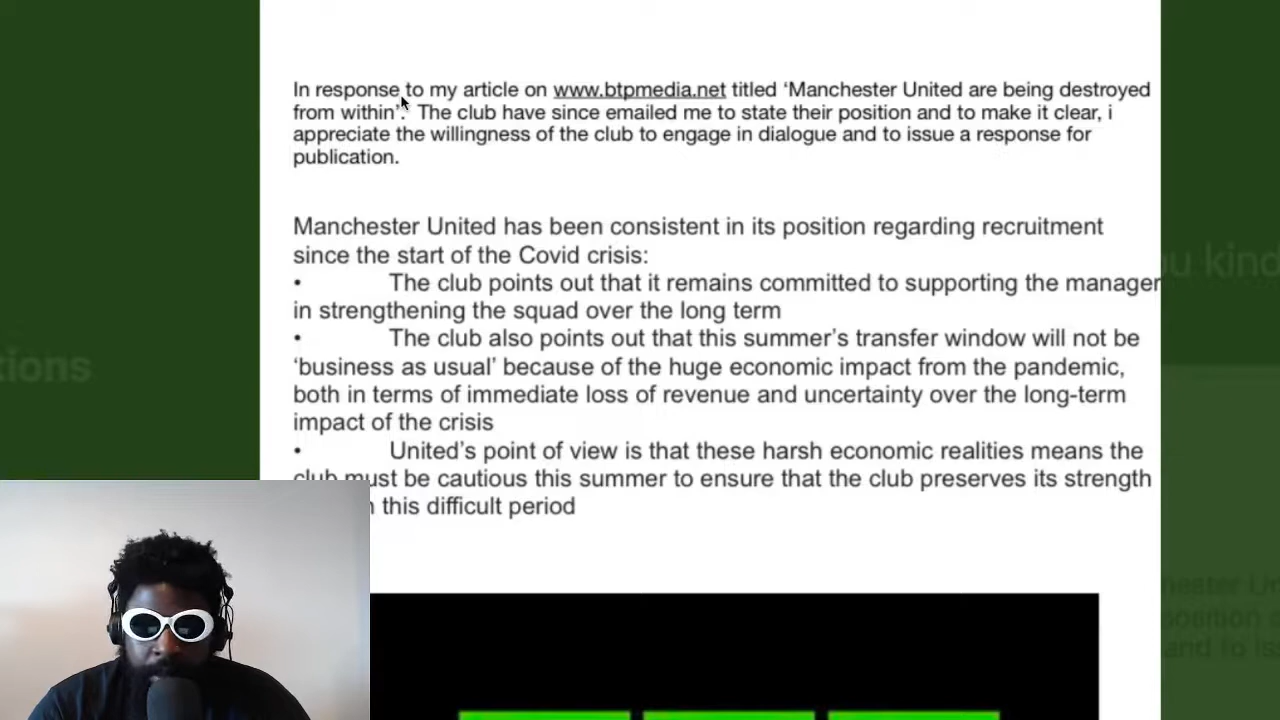 In response to my article on www.btpmedia.net titled ‘Manchester United are being destroyed
from within’. The club have since emailed me to state their position and to make it clear, i
appreciate the willingness of the club to engage in dialogue and to issue a response for
publication.
Manchester United has been consistent in its position regarding recruitment
since the start of the Covid crisis:
• The club points out that it remains committed to supporting the manager
in strengthening the squad over the long term
• The club also points out that this summer’s transfer window will not be
‘business as usual’ because of the huge economic impact from the pandemic,
both in terms of immediate loss of revenue and uncertainty over the long-term
impact of the crisis
• United’s point of view is that these harsh economic realities means the
club must be cautious this summer to ensure that the club preserves its strength
this difficult period
tions
kind
position
and to